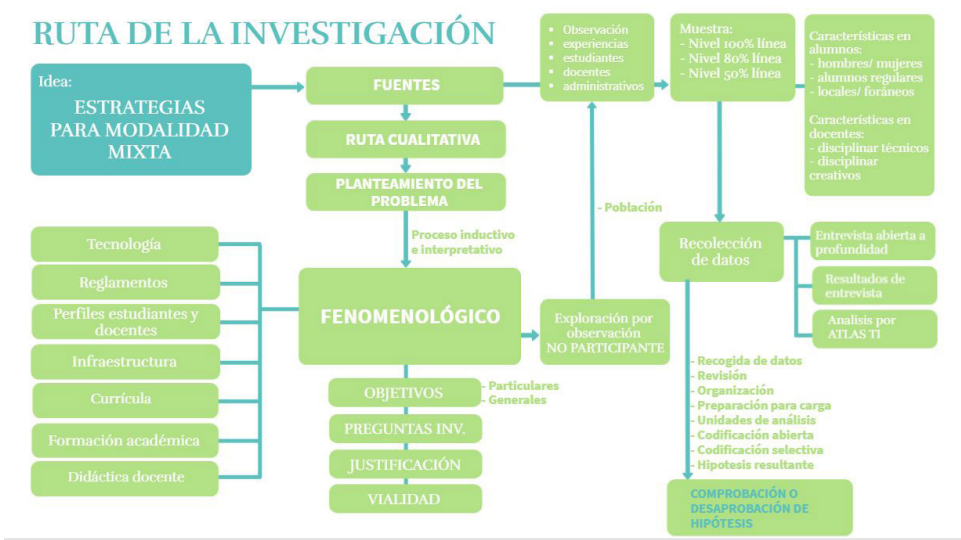 RUTA DE LA INVESTIGACIÓN
Idea:
ESTRATEGIAS
PARA MODALIDAD
MIXTA
FUENTES
RUTA CUALITATIVA
PLANTEAMIENTO DEL
PROBLEMA
Proceso inductivo
e interpretativo
FENOMENOLÓGICO
Tecnología
Reglamentos
Perfiles estudiantes y
docentes
Infraestructura
Currícula
Formación académica
Didáctica docente
OBJETIVOS
- Particulares
- Generales
PREGUNTAS INV.
JUSTIFICACIÓN
VIALIDAD
Exploración por
observación
NO PARTICIPANTE
- Población
• Observación
• experiencias
• estudiantes
• docentes
• administrativos
Muestra:
- Nivel 100% línea
- Nivel 80% línea
- Nivel 50% línea
Características en
alumnos:
- hombres/ mujeres
- alumnos regulares
- locales/ foráneos
Características en
docentes:
- disciplinar técnicos
- disciplinar
creativos
Recolección
de datos
Entrevista abierta a
profundidad
Resultados de
entrevista
Analisis por
ATLAS TI
- Recogida de datos
- Revisión
- Organización
- Preparación para carga
- Unidades de análisis
- Codificación abierta
- Codificación selectiva
- Hipotesis resultante
COMPROBACIÓN O
DESAPROBACIÓN DE
HIPÓTESIS